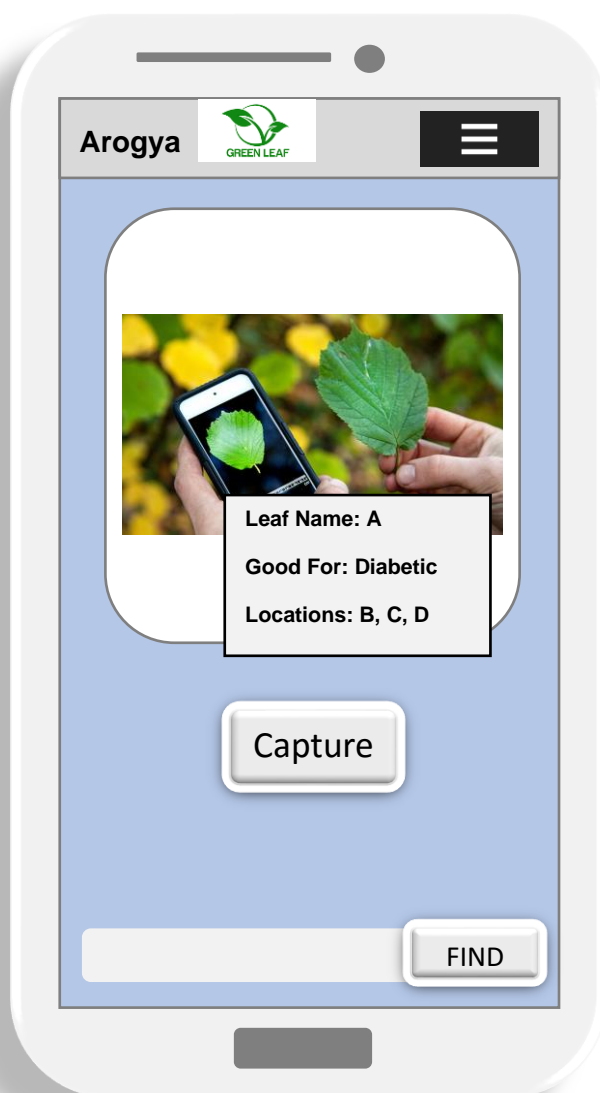 Arogya
GREEN LEAF
Leaf Name: A
Good For: Diabetic
Locations: B, C, D
Capture
FIND